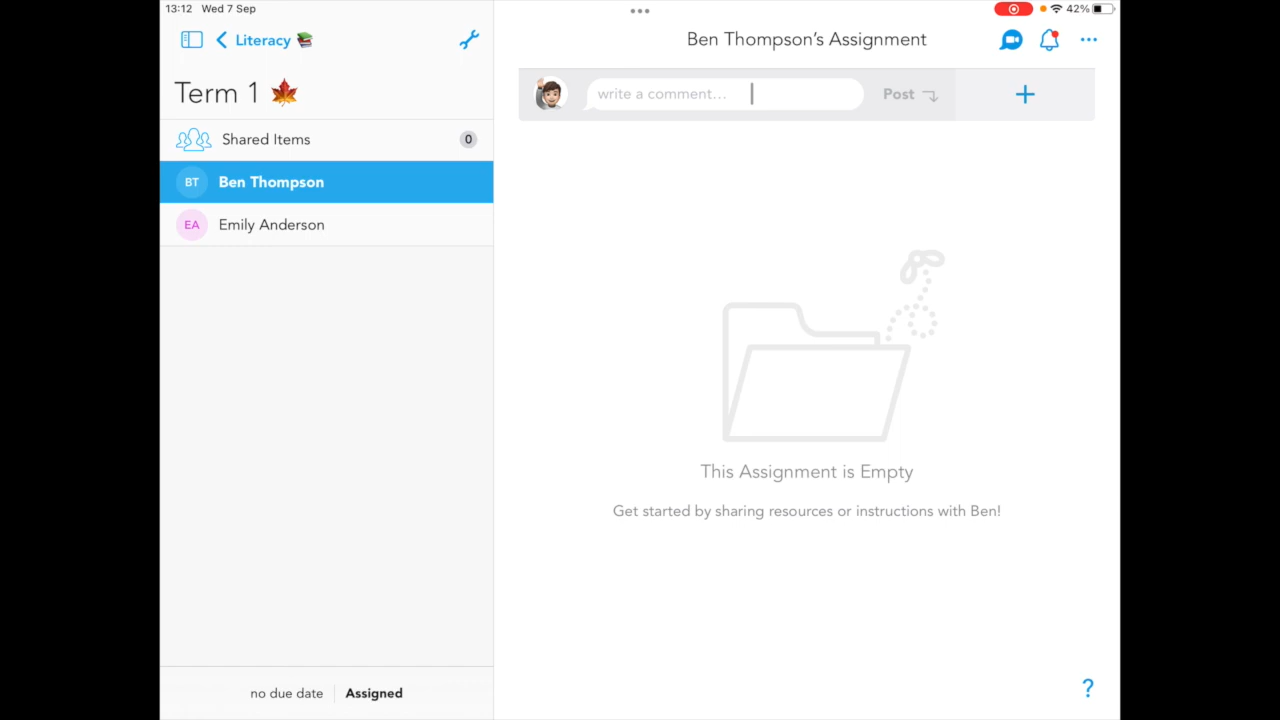 13:12 Wed 7 Sep
42%
Literacy 📚
Ben Thompson's Assignment
Term 1 🍁
write a comment...
Post
Shared Items 0
BT Ben Thompson
EA Emily Anderson
This Assignment is Empty
Get started by sharing resources or instructions with Ben!
no due date
Assigned
?